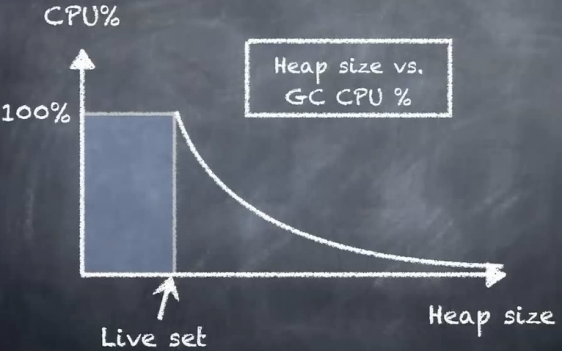 CPU%
Heap size vs.
GC CPU %
100%
Heap size
Live set